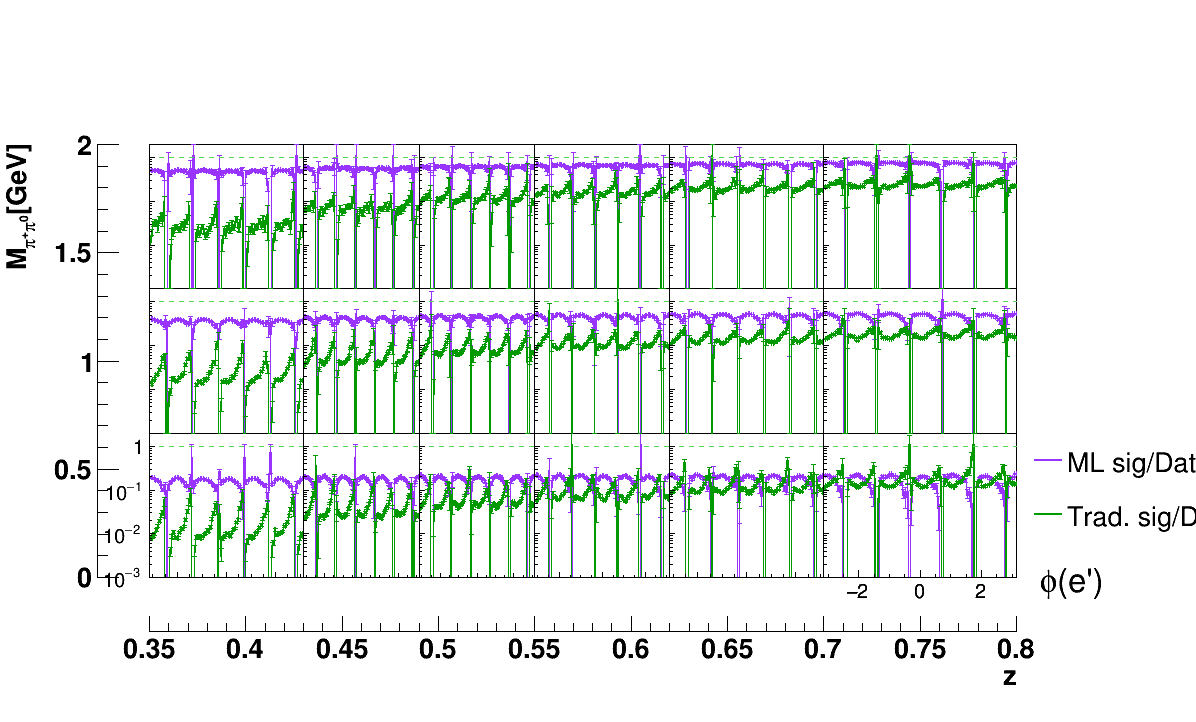 M_{π⁺π⁰}[GeV]
2
1.5
1
0.5
0
1
10⁻¹
10⁻²
10⁻³
ML sig/Dat
Trad. sig/D
−2 0 2
ϕ(e')
0.35 0.4 0.45 0.5 0.55 0.6 0.65 0.7 0.75 0.8
z